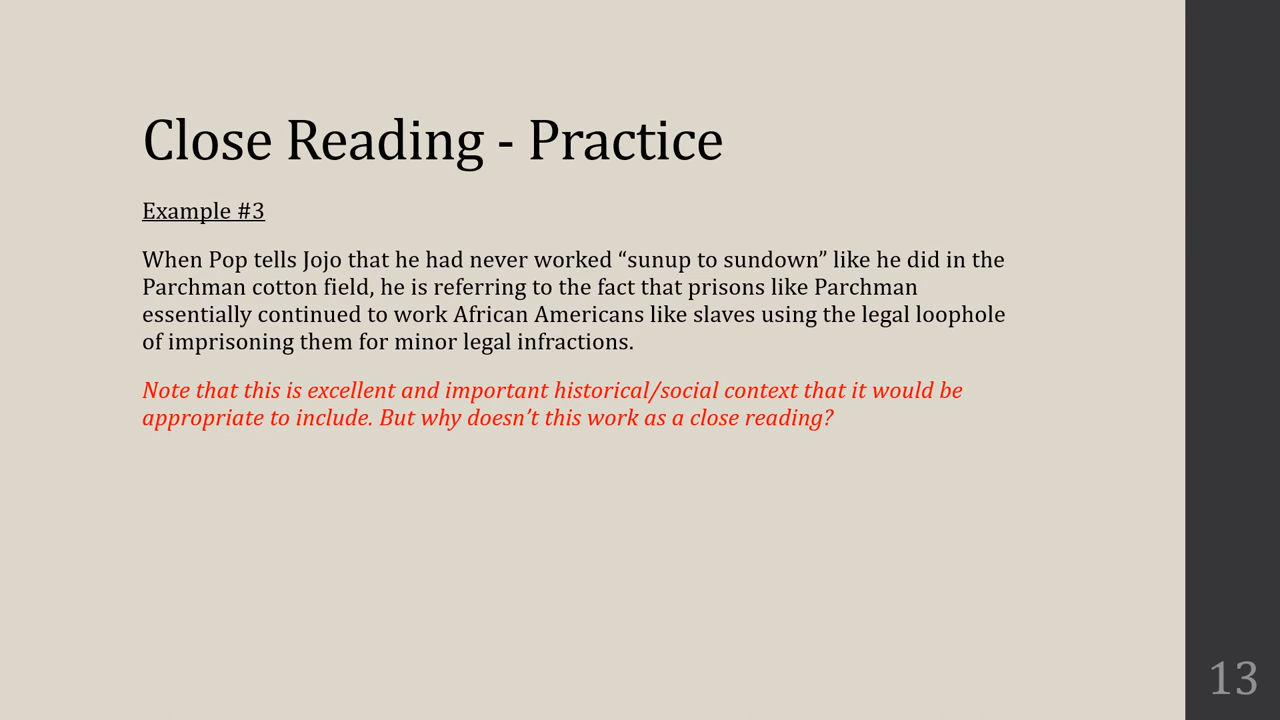 Close Reading - Practice
Example #3
When Pop tells Jojo that he had never worked “sunup to sundown” like he did in the
Parchman cotton field, he is referring to the fact that prisons like Parchman
essentially continued to work African Americans like slaves using the legal loophole
of imprisoning them for minor legal infractions.
Note that this is excellent and important historical/social context that it would be
appropriate to include. But why doesn’t this work as a close reading?
13